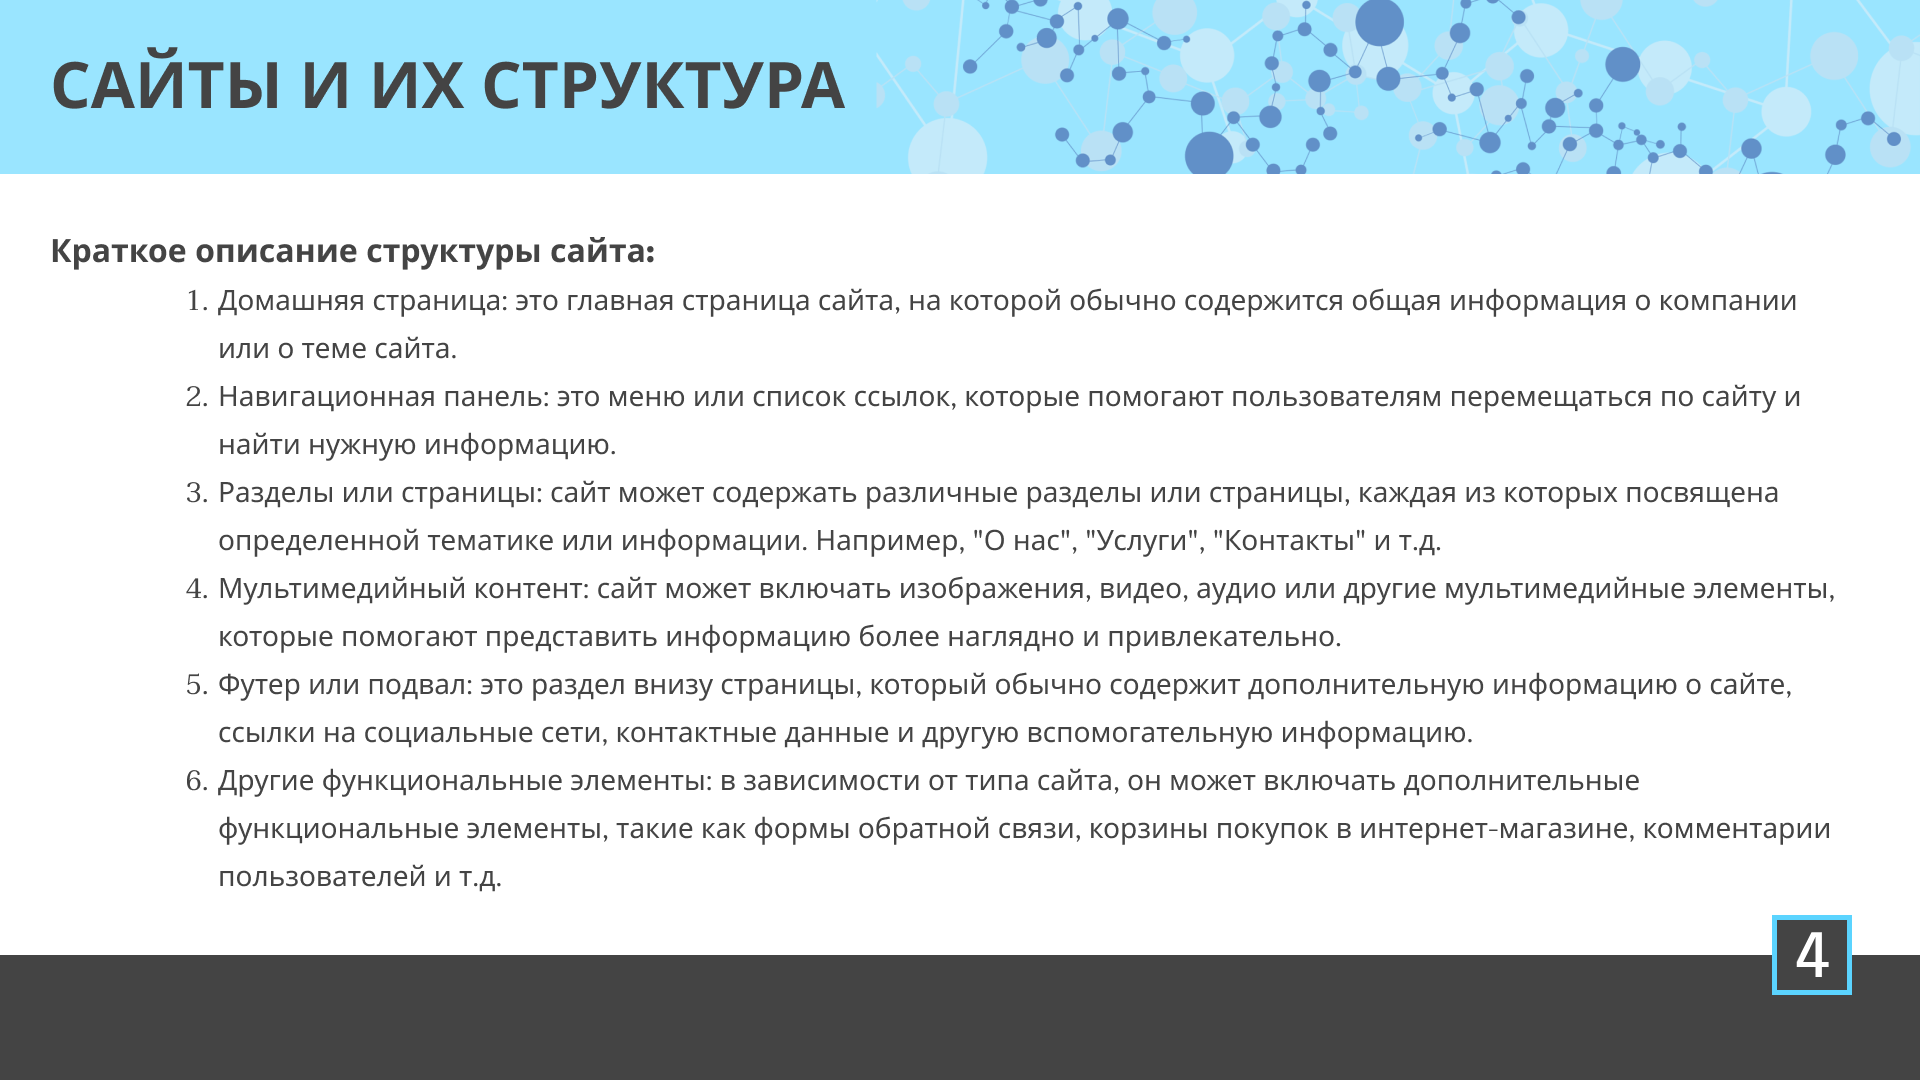 САЙТЫ И ИХ СТРУКТУРА
Краткое описание структуры сайта:
1. Домашняя страница: это главная страница сайта, на которой обычно содержится общая информация о компании
или о теме сайта.
2. Навигационная панель: это меню или список ссылок, которые помогают пользователям перемещаться по сайту и
найти нужную информацию.
3. Разделы или страницы: сайт может содержать различные разделы или страницы, каждая из которых посвящена
определенной тематике или информации. Например, "О нас", "Услуги", "Контакты" и т.д.
4. Мультимедийный контент: сайт может включать изображения, видео, аудио или другие мультимедийные элементы,
которые помогают представить информацию более наглядно и привлекательно.
5. Футер или подвал: это раздел внизу страницы, который обычно содержит дополнительную информацию о сайте,
ссылки на социальные сети, контактные данные и другую вспомогательную информацию.
6. Другие функциональные элементы: в зависимости от типа сайта, он может включать дополнительные
функциональные элементы, такие как формы обратной связи, корзины покупок в интернет-магазине, комментарии
пользователей и т.д.
4